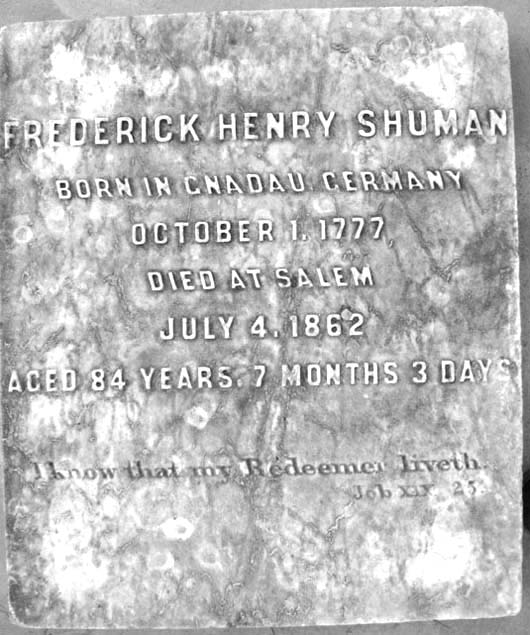 FREDERICK HENRY SHUMAN
BORN IN GNADAU, GERMANY
OCTOBER 1, 1777,
DIED AT SALEM
JULY 4, 1862
AGED 84 YEARS, 7 MONTHS 3 DAYS
I know that my Redeemer liveth.
Job XIX, 25.